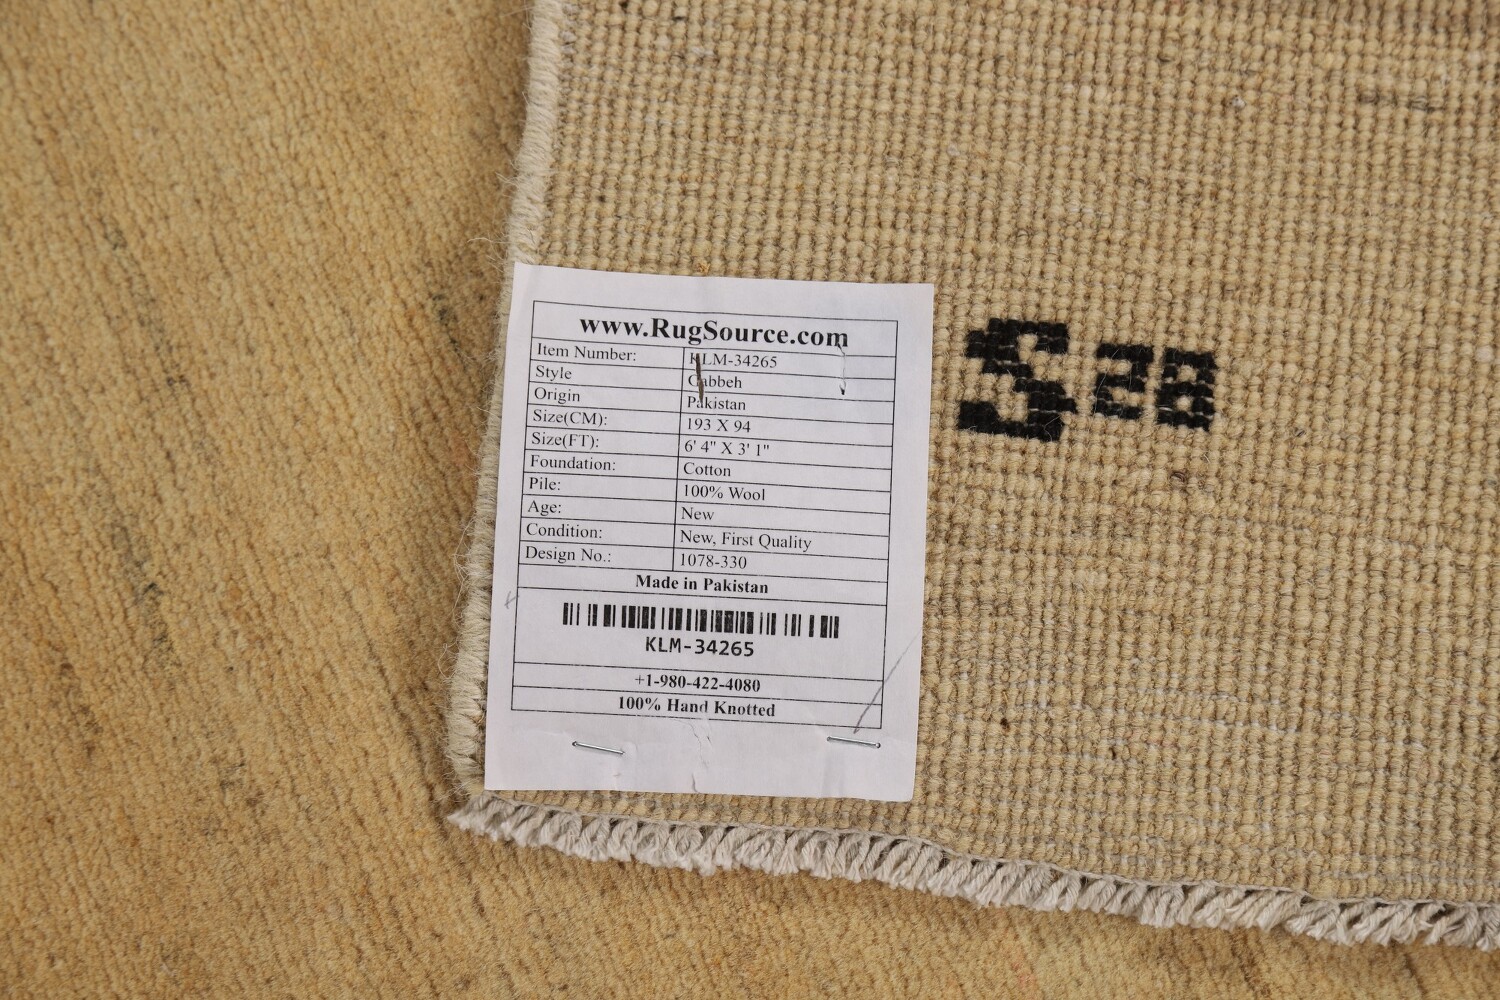 www.RugSource.com
Item Number: KLM-34265
Style Gabbeh
Origin Pakistan
Size(CM): 193 X 94
Size(FT): 6' 4" X 3' 1"
Foundation: Cotton
Pile: 100% Wool
Age: New
Condition: New, First Quality
Design No.: 1078-330
Made in Pakistan
KLM-34265
+1-980-422-4080
100% Hand Knotted
S 28